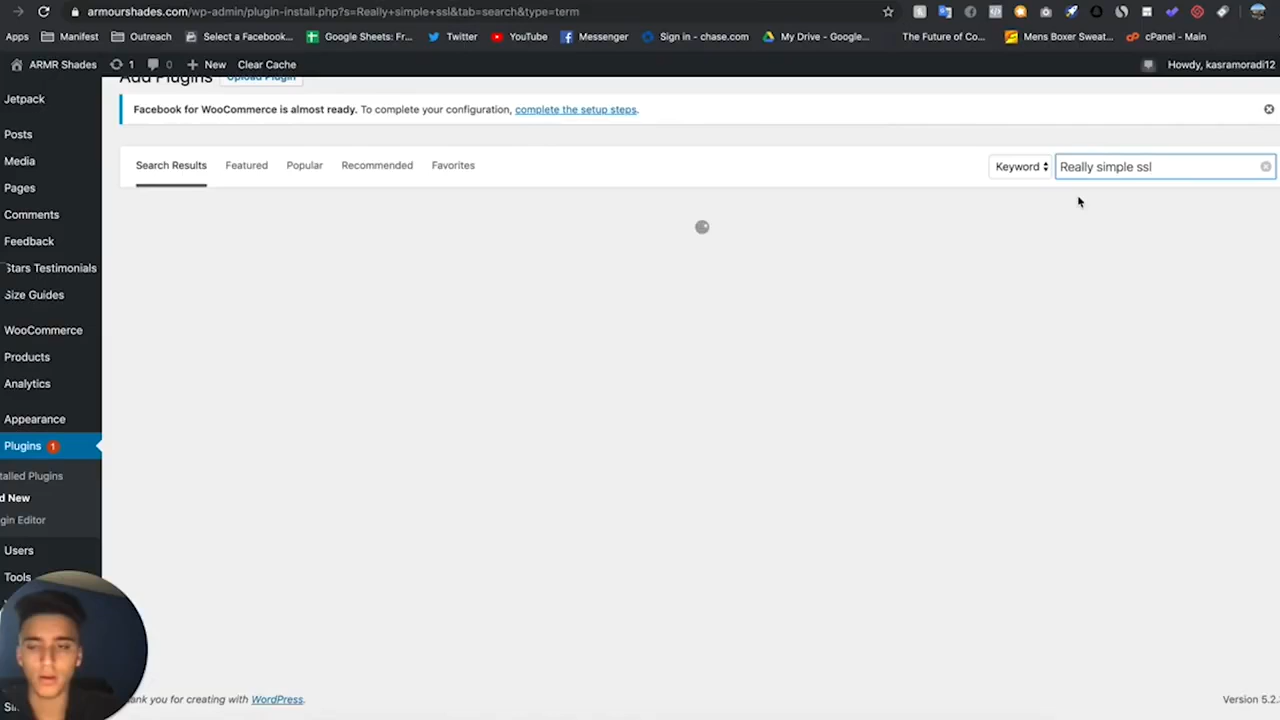 armourshades.com/wp-admin/plugin-install.php?s=Really+simple+ssl&tab=search&type=term
Apps Manifest Outreach Select a Facebook... Google Sheets: Fr... Twitter YouTube Messenger Sign in - chase.com My Drive - Google... The Future of Co... Mens Boxer Sweat... cPanel - Main
ARMR Shades 1 0 New Clear Cache Howdy, kasramoradi12
Add Plugins Upload Plugin
Facebook for WooCommerce is almost ready. To complete your configuration, complete the setup steps.
Search Results Featured Popular Recommended Favorites Keyword Really simple ssl
Jetpack
Posts
Media
Pages
Comments
Feedback
Stars Testimonials
Size Guides
WooCommerce
Products
Analytics
Appearance
Plugins 1
talled Plugins
d New
gin Editor
Users
Tools
ank you for creating with WordPress.
Version 5.2.